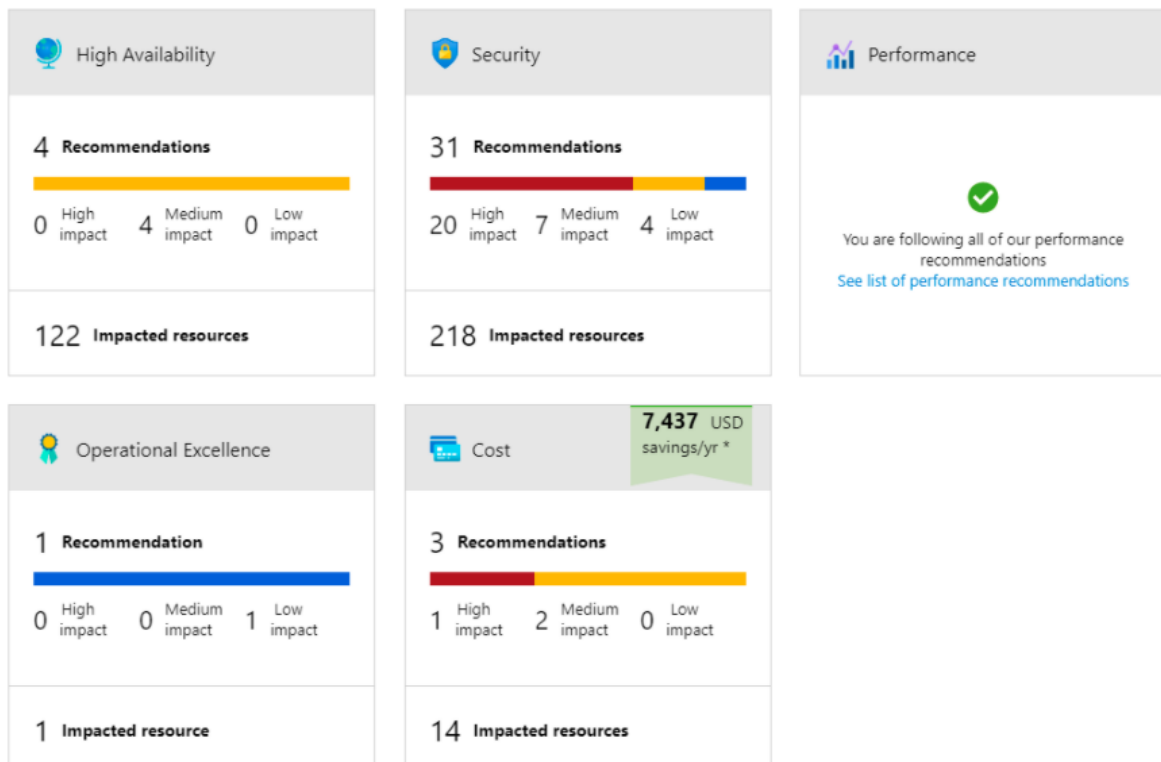 High Availability
4 Recommendations
0 High impact 4 Medium impact 0 Low impact
122 Impacted resources
Security
31 Recommendations
20 High impact 7 Medium impact 4 Low impact
218 Impacted resources
Performance
You are following all of our performance
recommendations
See list of performance recommendations
Operational Excellence
1 Recommendation
0 High impact 0 Medium impact 1 Low impact
1 Impacted resource
Cost
7,437 USD
savings/yr *
3 Recommendations
1 High impact 2 Medium impact 0 Low impact
14 Impacted resources